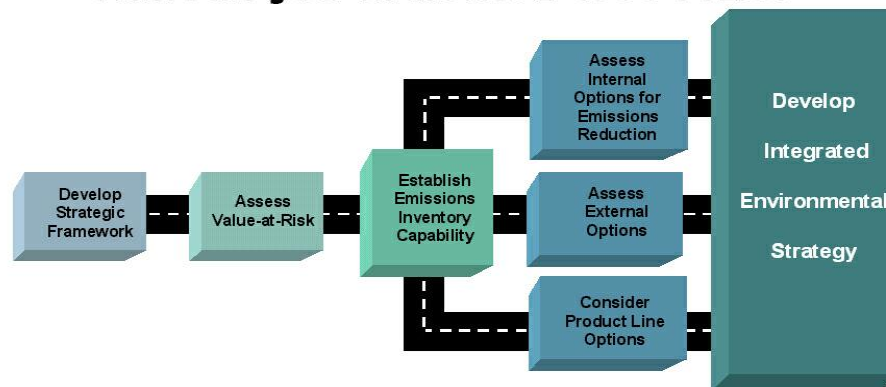 Develop
Strategic
Framework
Assess
Value-at-Risk
Establish
Emissions
Inventory
Capability
Assess
Internal
Options for
Emissions
Reduction
Assess
External
Options
Consider
Product Line
Options
Develop
Integrated
Environmental
Strategy